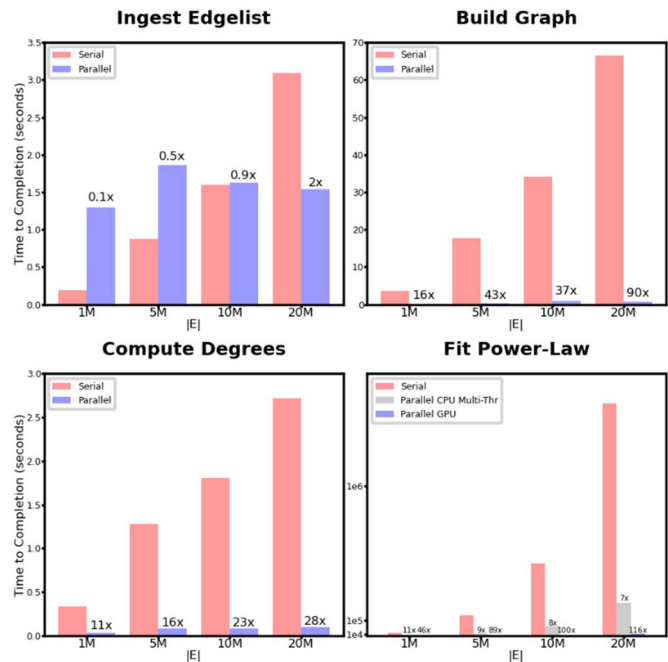 Ingest Edgelist
3.5
3.0
2.5
2.0
1.5
1.0
0.5
0.0
Time to Completion (seconds)
Serial
Parallel
0.1x
0.5x
0.9x
2x
1M
5M
10M
20M
|E|
Build Graph
70
60
50
40
30
20
10
0
Serial
Parallel
16x
43x
37x
90x
1M
5M
10M
20M
|E|
Compute Degrees
3.0
2.5
2.0
1.5
1.0
0.5
0.0
Time to Completion (seconds)
Serial
Parallel
11x
16x
23x
28x
1M
5M
10M
20M
|E|
Fit Power-Law
1e6
1e5
1e4
Serial
Parallel CPU Multi-Thr
Parallel GPU
11x 46x
9x 89x
8x 100x
7x 116x
1M
5M
10M
20M
|E|